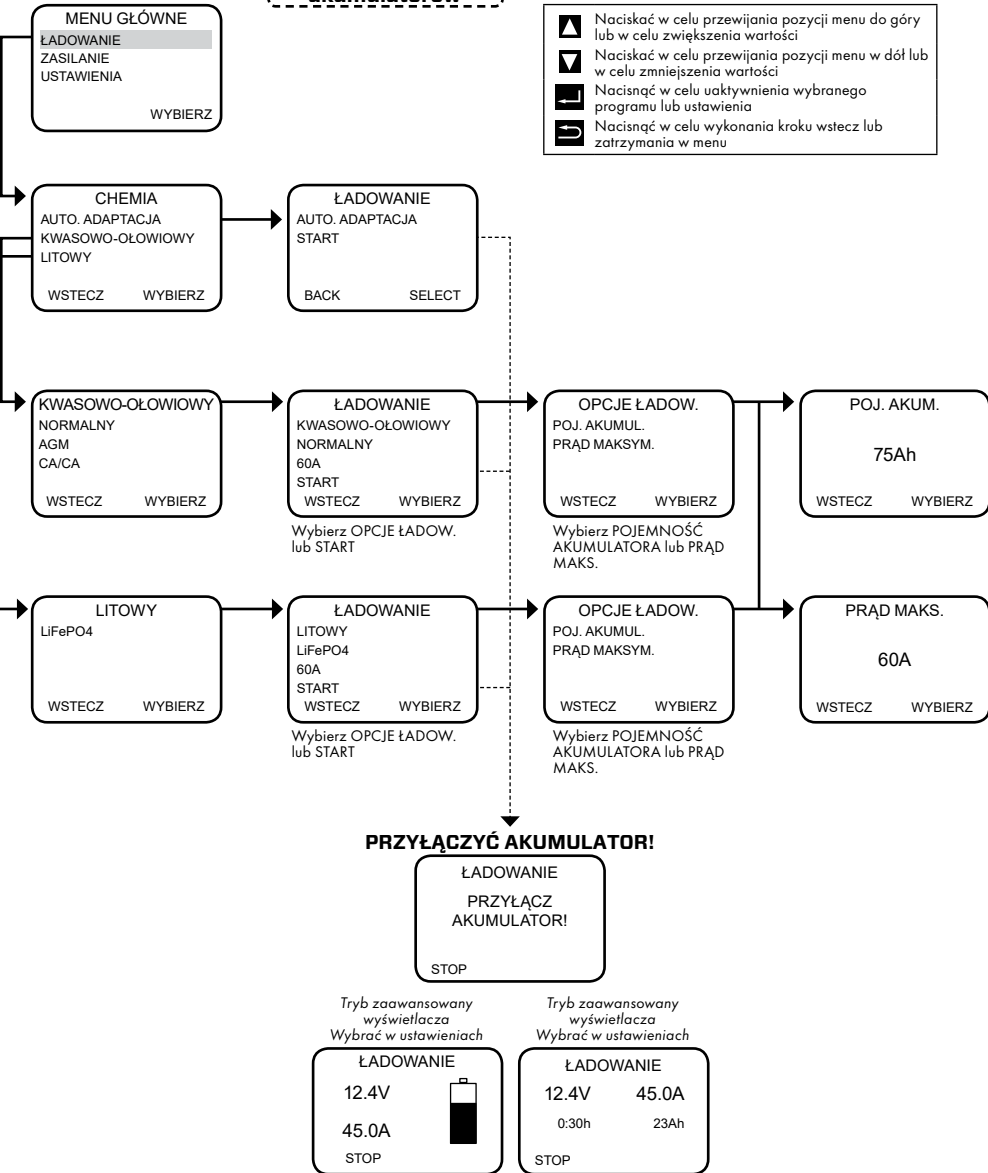 akumulatorów
MENU GŁÓWNE
ŁADOWANIE
ZASILANIE
USTAWIENIA
WYBIERZ
Naciskać w celu przewijania pozycji menu do góry
lub w celu zwiększenia wartości
Naciskać w celu przewijania pozycji menu w dół lub
w celu zmniejszenia wartości
Nacisnąć w celu uaktywnienia wybranego
programu lub ustawienia
Nacisnąć w celu wykonania kroku wstecz lub
zatrzymania w menu
CHEMIA
AUTO. ADAPTACJA
KWASOWO-OŁOWIOWY
LITOWY
WSTECZ WYBIERZ
ŁADOWANIE
AUTO. ADAPTACJA
START
BACK SELECT
KWASOWO-OŁOWIOWY
NORMALNY
AGM
CA/CA
WSTECZ WYBIERZ
ŁADOWANIE
KWASOWO-OŁOWIOWY
NORMALNY
60A
START
WSTECZ WYBIERZ
Wybierz OPCJE ŁADOW.
lub START
OPCJE ŁADOW.
POJ. AKUMUL.
PRĄD MAKSYM.
WSTECZ WYBIERZ
Wybierz POJEMNOŚĆ
AKUMULATORA lub PRĄD
MAKS.
POJ. AKUM.
75Ah
WSTECZ WYBIERZ
LITOWY
LiFePO4
WSTECZ WYBIERZ
ŁADOWANIE
LITOWY
LiFePO4
60A
START
WSTECZ WYBIERZ
Wybierz OPCJE ŁADOW.
lub START
OPCJE ŁADOW.
POJ. AKUMUL.
PRĄD MAKSYM.
WSTECZ WYBIERZ
Wybierz POJEMNOŚĆ
AKUMULATORA lub PRĄD
MAKS.
PRĄD MAKS.
60A
WSTECZ WYBIERZ
PRZYŁĄCZYĆ AKUMULATOR!
ŁADOWANIE
PRZYŁĄCZ
AKUMULATOR!
STOP
Tryb zaawansowany
wyświetlacza
Wybrać w ustawieniach
ŁADOWANIE
12.4V
45.0A
STOP
Tryb zaawansowany
wyświetlacza
Wybrać w ustawieniach
ŁADOWANIE
12.4V 45.0A
0:30h 23Ah
STOP